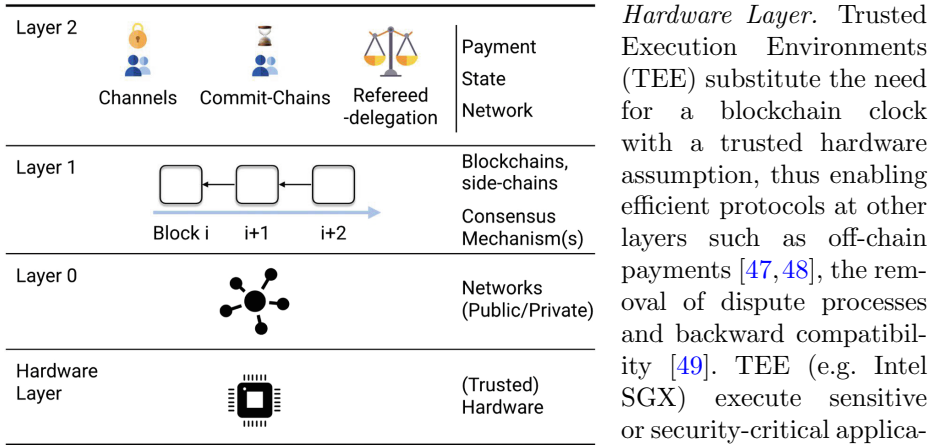 Layer 2
Channels
Commit-Chains
Refereed
-delegation
Payment
State
Network
Layer 1
Block i
i+1
i+2
Blockchains,
side-chains
Consensus
Mechanism(s)
Layer 0
Networks
(Public/Private)
Hardware
Layer
(Trusted)
Hardware
Hardware Layer. Trusted
Execution Environments
(TEE) substitute the need
for a blockchain clock
with a trusted hardware
assumption, thus enabling
efficient protocols at other
layers such as off-chain
payments [47,48], the rem-
oval of dispute processes
and backward compatibil-
ity [49]. TEE (e.g. Intel
SGX) execute sensitive
or security-critical applica-